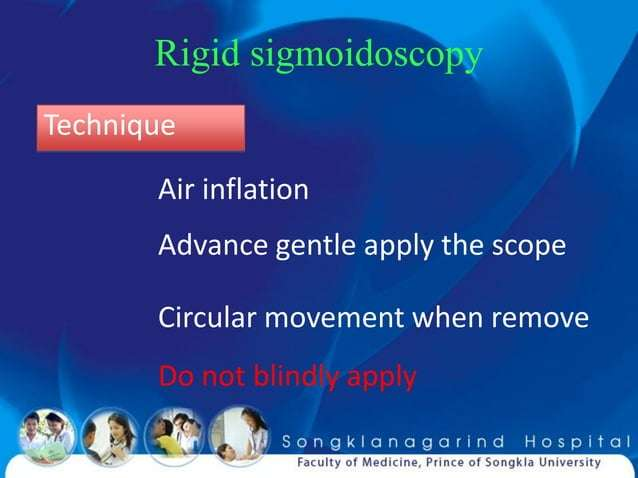 Rigid sigmoidoscopy
Technique
Air inflation
Advance gentle apply the scope
Circular movement when remove
Do not blindly apply
Songklanagarind Hospital
Faculty of Medicine, Prince of Songkla University